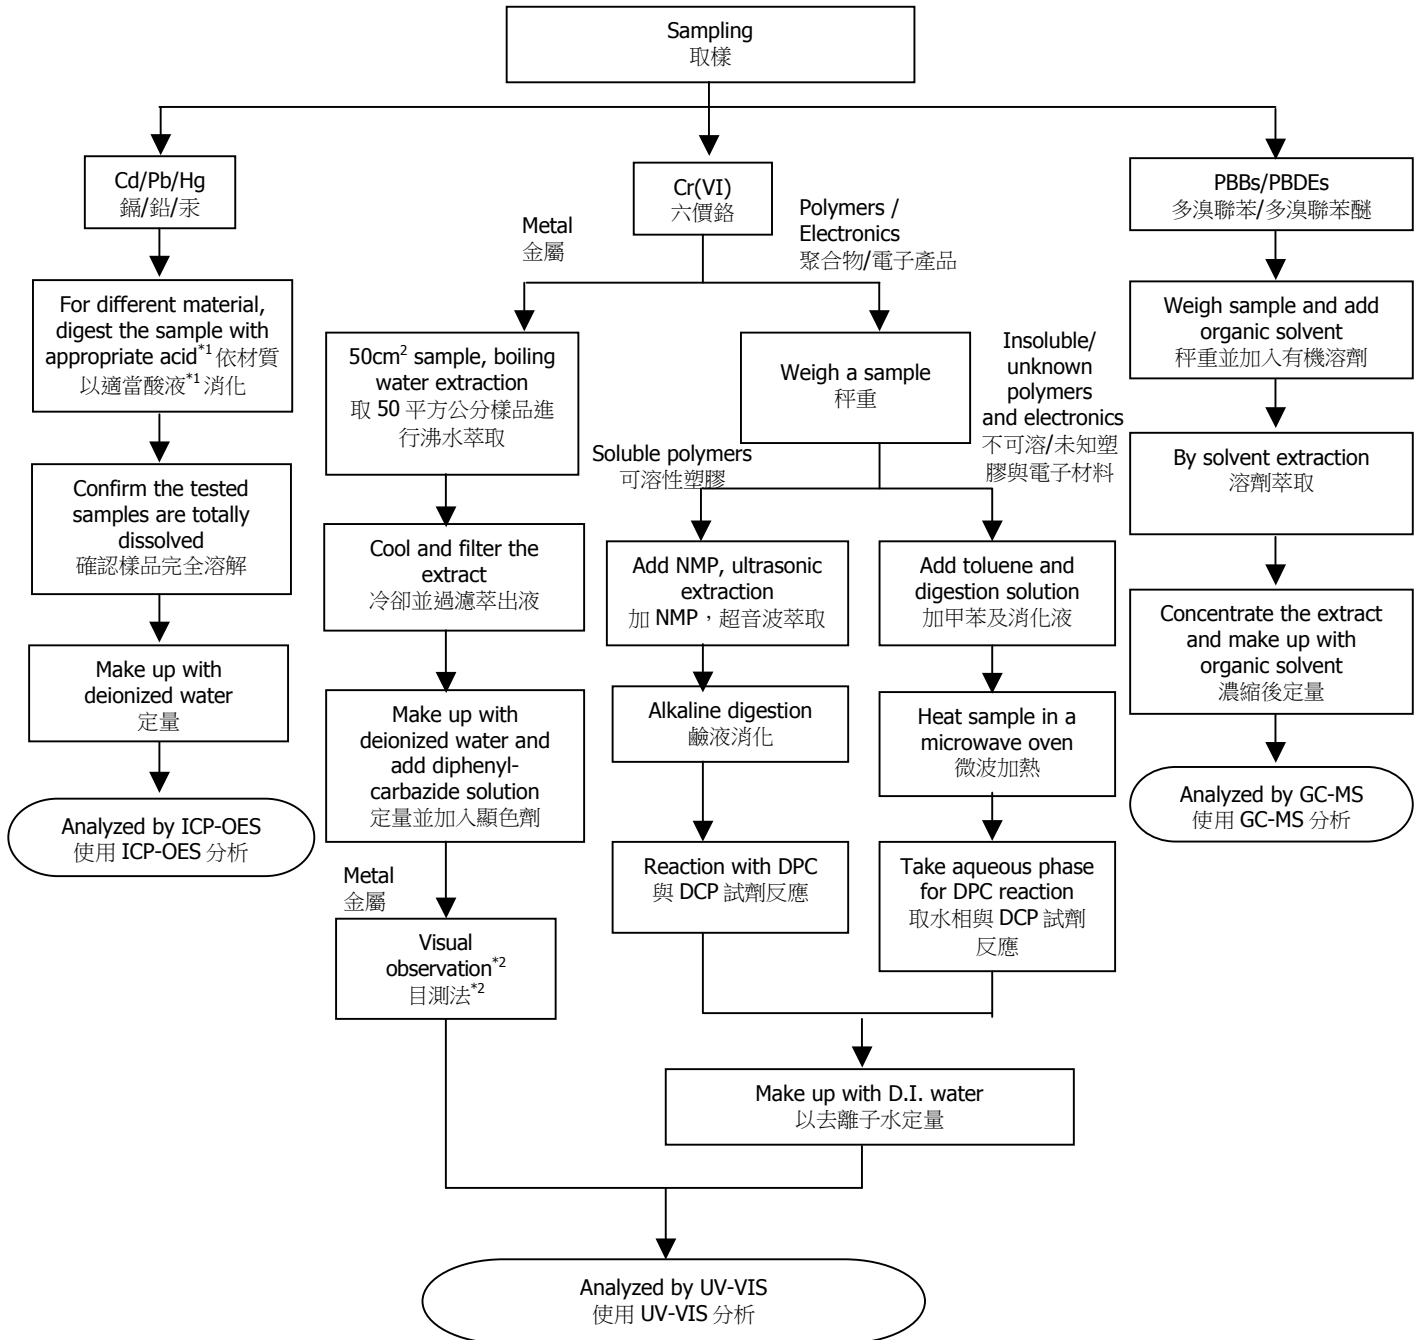 Sampling
取樣
Cd/Pb/Hg
鎘/鉛/汞
Cr(VI)
六價鉻
PBBs/PBDEs
多溴聯苯/多溴聯苯醚
Metal
金屬
Polymers /
Electronics
聚合物/電子產品
For different material,
digest the sample with
appropriate acid*1 依材質
以適當酸液*1 消化
50cm² sample, boiling
water extraction
取 50 平方公分樣品進
行沸水萃取
Weigh a sample
秤重
Insoluble/
unknown
polymers
and electronics
不可溶/未知塑
膠與電子材料
Weigh sample and add
organic solvent
秤重並加入有機溶劑
Soluble polymers
可溶性塑膠
By solvent extraction
溶劑萃取
Confirm the tested
samples are totally
dissolved
確認樣品完全溶解
Cool and filter the
extract
冷卻並過濾萃出液
Add NMP, ultrasonic
extraction
加 NMP，超音波萃取
Add toluene and
digestion solution
加甲苯及消化液
Concentrate the extract
and make up with
organic solvent
濃縮後定量
Make up with
deionized water
定量
Make up with
deionized water and
add diphenyl-
carbazide solution
定量並加入顯色劑
Alkaline digestion
鹼液消化
Heat sample in a
microwave oven
微波加熱
Analyzed by GC-MS
使用 GC-MS 分析
Analyzed by ICP-OES
使用 ICP-OES 分析
Metal
金屬
Reaction with DPC
與 DCP 試劑反應
Take aqueous phase
for DPC reaction
取水相與 DCP 試劑
反應
Visual
observation*2
目測法*2
Make up with D.I. water
以去離子水定量
Analyzed by UV-VIS
使用 UV-VIS 分析